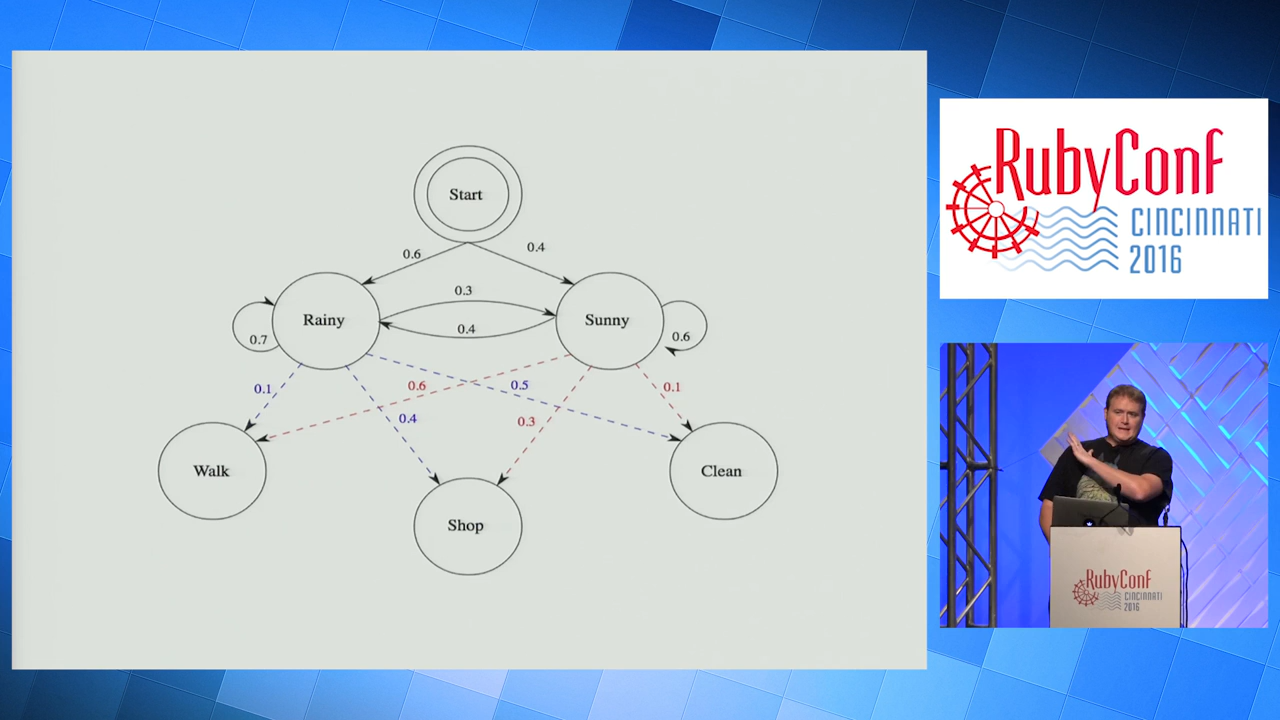 Start
0.6
0.4
0.3
Rainy
Sunny
0.4
0.7
0.6
0.1
0.6
0.5
0.1
0.4
0.3
Walk
Clean
Shop
RubyConf
CINCINNATI
2016
RubyConf
CINCINNATI
2016